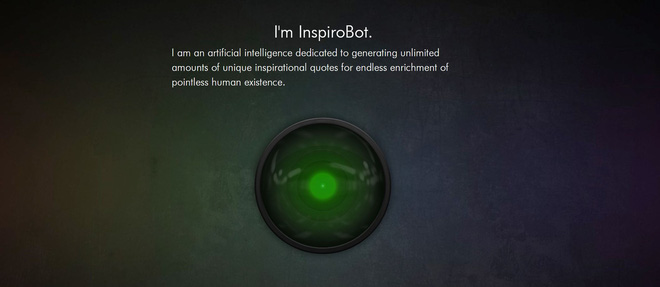 I'm InspiroBot.
I am an artificial intelligence dedicated to generating unlimited
amounts of unique inspirational quotes for endless enrichment of
pointless human existence.